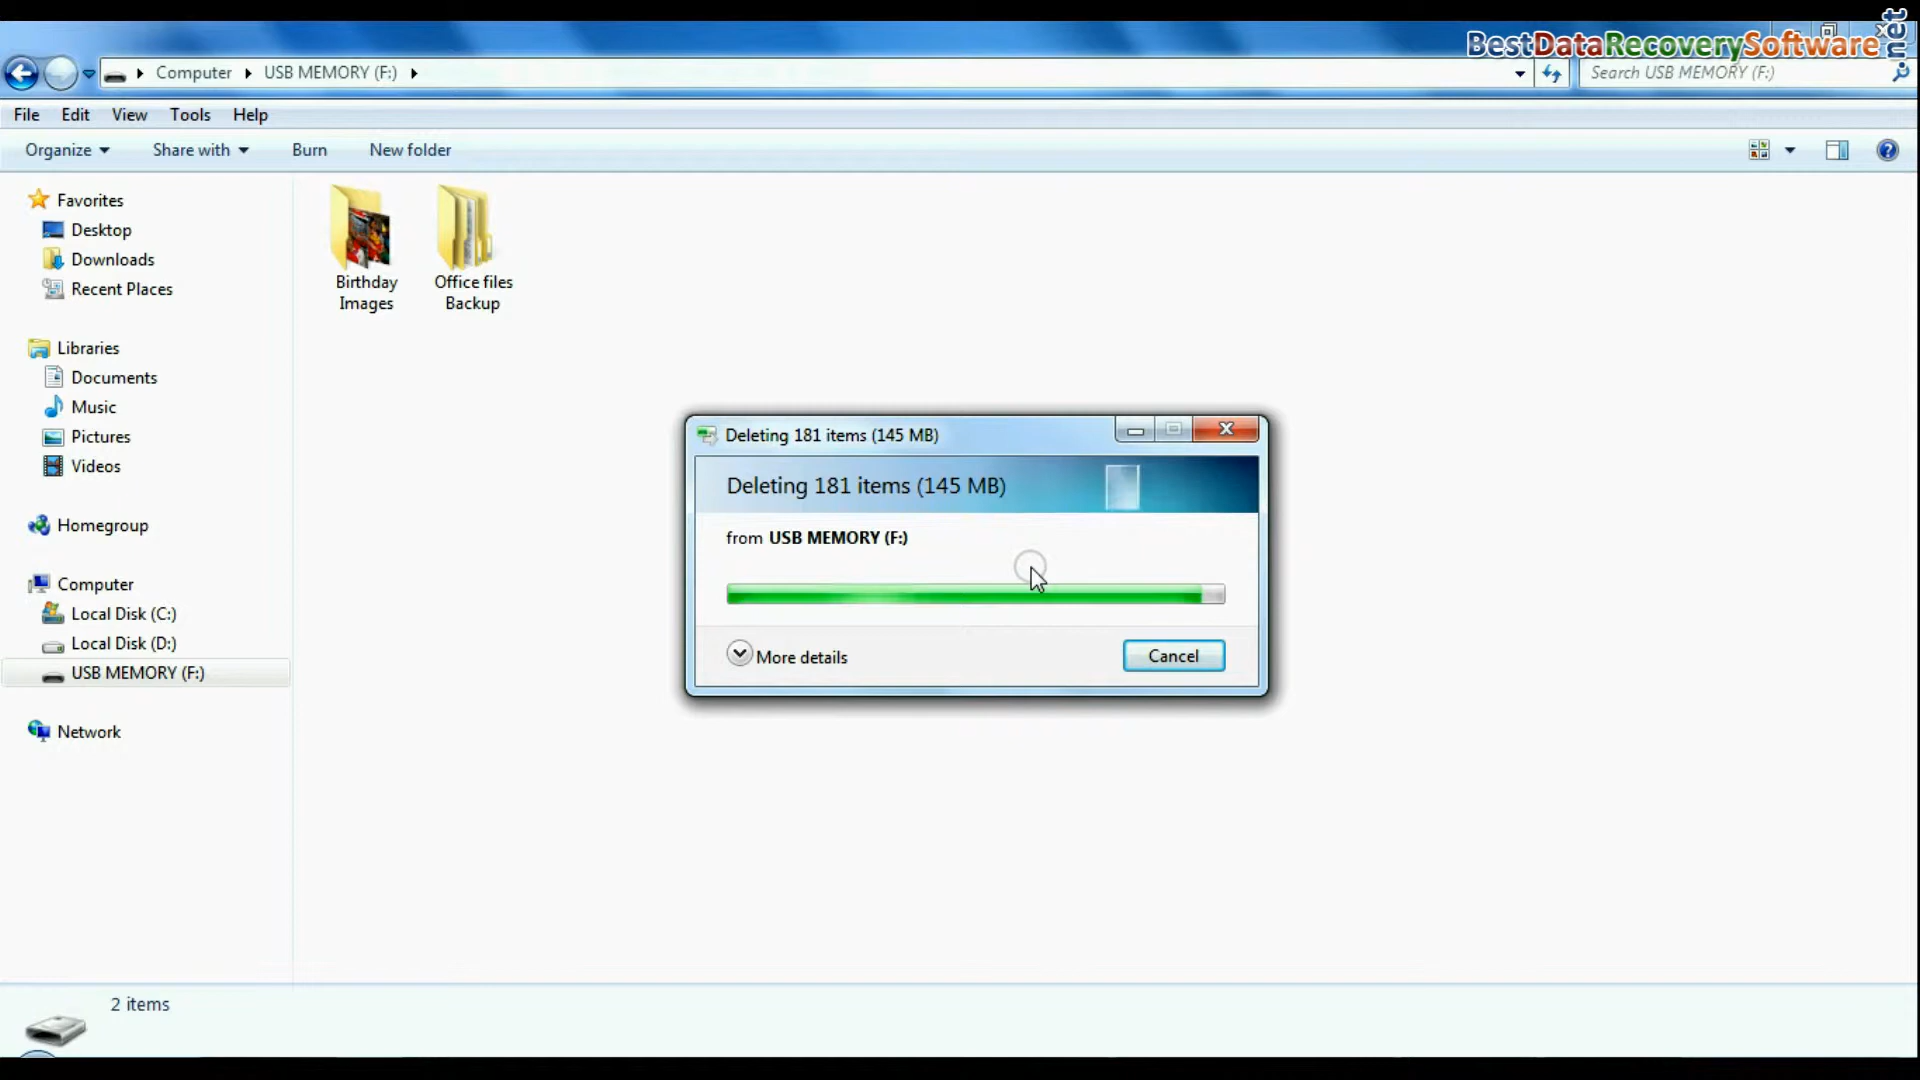 BestDataRecoverySoftware.net
Computer USB MEMORY (F:)
Search USB MEMORY (F:)
File Edit View Tools Help
Organize Share with Burn New folder
Favorites
Desktop
Downloads
Recent Places
Libraries
Documents
Music
Pictures
Videos
Homegroup
Computer
Local Disk (C:)
Local Disk (D:)
USB MEMORY (F:)
Network
Birthday
Images
Office files
Backup
Deleting 181 items (145 MB)
Deleting 181 items (145 MB)
from USB MEMORY (F:)
More details
Cancel
2 items